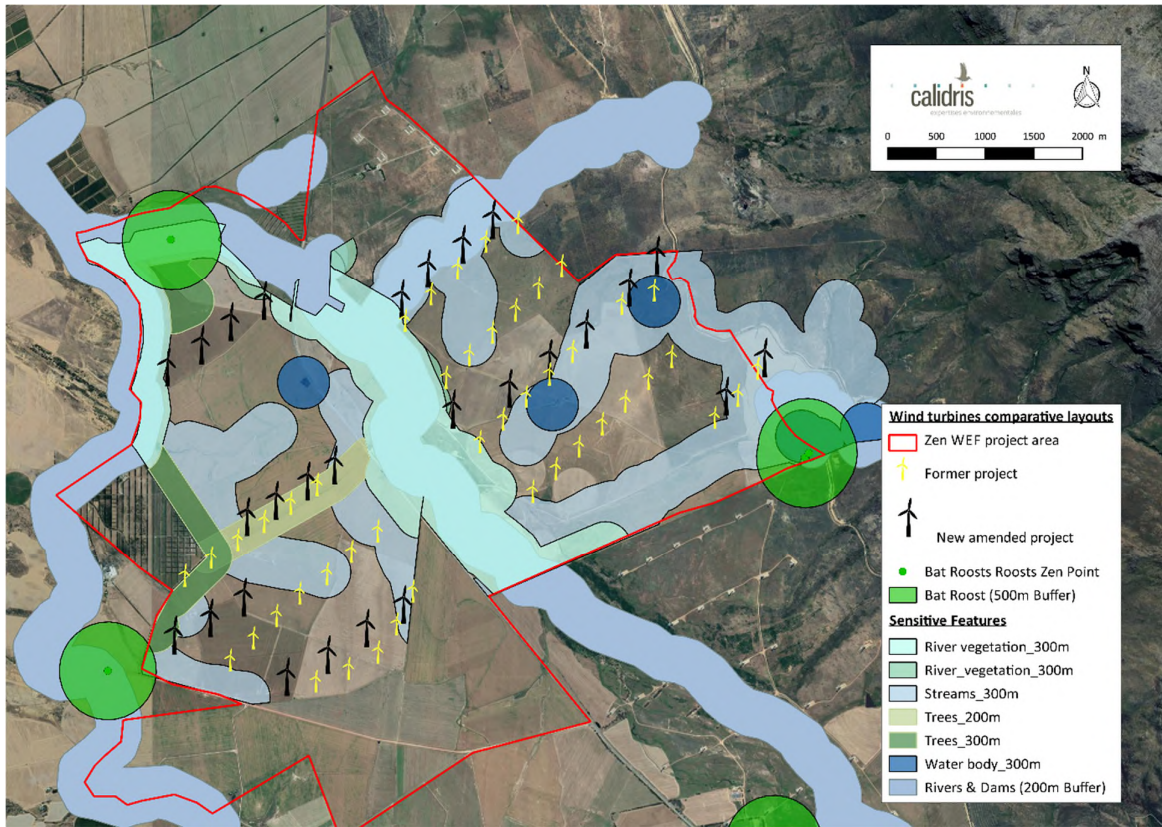 calidris
expertises environnementales
N
0 500 1000 1500 2000 m
Wind turbines comparative layouts
Zen WEF project area
Former project
New amended project
Bat Roosts Roosts Zen Point
Bat Roost (500m Buffer)
Sensitive Features
River vegetation_300m
River_vegetation_300m
Streams_300m
Trees_200m
Trees_300m
Water body_300m
Rivers & Dams (200m Buffer)